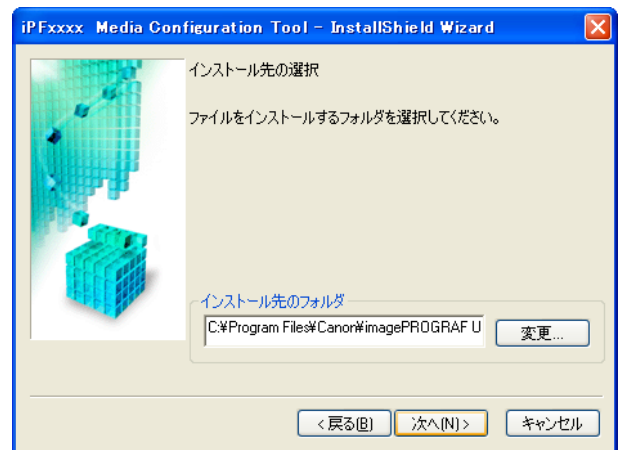 iPFxxxx Media Configuration Tool - InstallShield Wizard
インストール先の選択
ファイルをインストールするフォルダを選択してください。
インストール先のフォルダ
C:¥Program Files¥Canon¥imagePROGRAF U
変更...
<戻る(B)
次へ(N)>
キャンセル